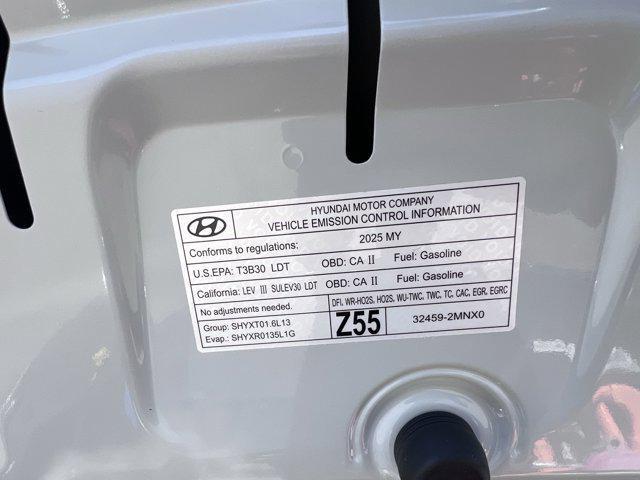 HYUNDAI MOTOR COMPANY
VEHICLE EMISSION CONTROL INFORMATION
Conforms to regulations: 2025 MY
U.S.EPA: T3B30 LDT OBD: CA II Fuel: Gasoline
California: LEV III SULEV30 LDT OBD: CA II Fuel: Gasoline
No adjustments needed.
DFI, WR-HO2S, HO2S, WU-TWC, TWC, TC, CAC, EGR, EGRC
Group: SHYXT01.6L13
Evap.: SHYXR0135L1G
Z55
32459-2MNX0